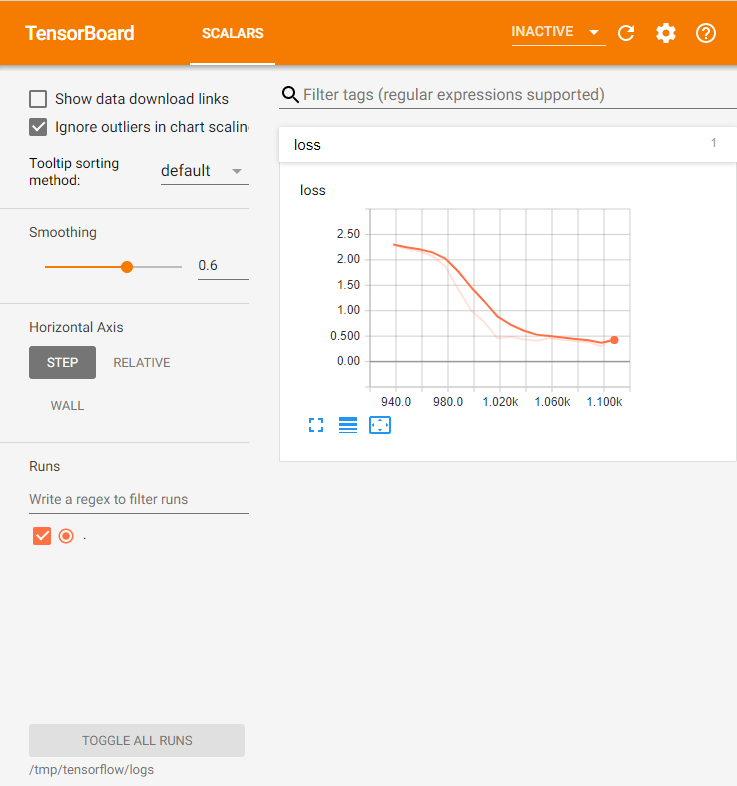 TensorBoard
SCALARS
INACTIVE
Show data download links
Ignore outliers in chart scalin
Tooltip sorting
method:
default
Smoothing
0.6
Horizontal Axis
STEP
RELATIVE
WALL
Runs
Write a regex to filter runs
.
TOGGLE ALL RUNS
/tmp/tensorflow/logs
Filter tags (regular expressions supported)
loss
1
loss
2.50
2.00
1.50
1.00
0.500
0.00
940.0 980.0 1.020k 1.060k 1.100k